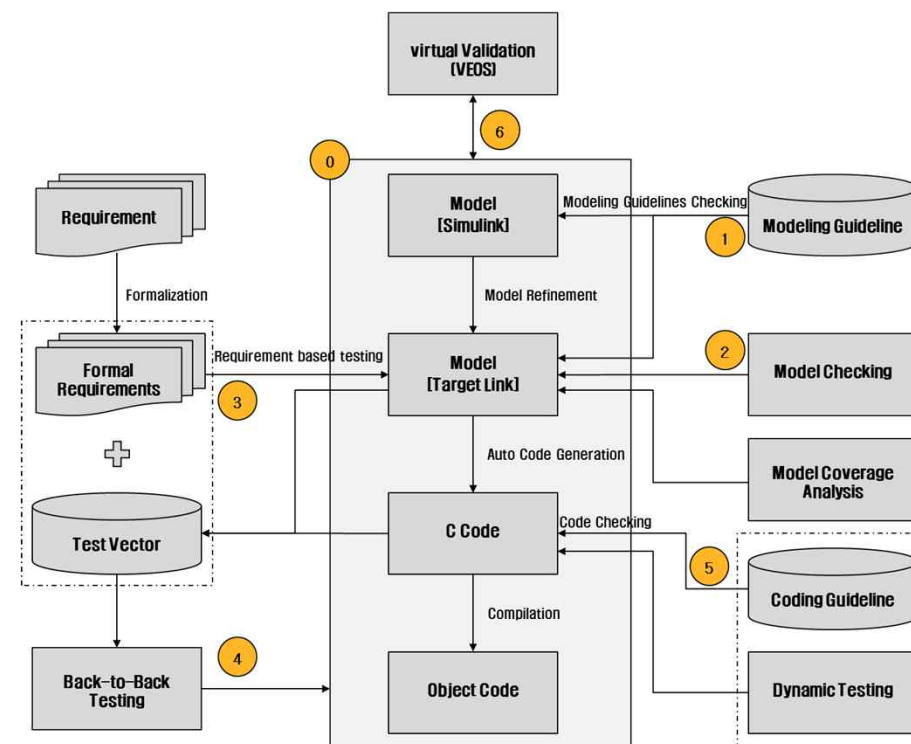 virtual Validation
(VEOS)
6
0
Requirement
Model
[Simulink]
Modeling Guidelines Checking
Modeling Guideline
1
Formalization
Model Refinement
Formal
Requirements
Requirement based testing
3
Model
[Target Link]
2
Model Checking
Auto Code Generation
Model Coverage
Analysis
Test Vector
C Code
Code Checking
5
Coding Guideline
Compilation
Back-to-Back
Testing
4
Object Code
Dynamic Testing